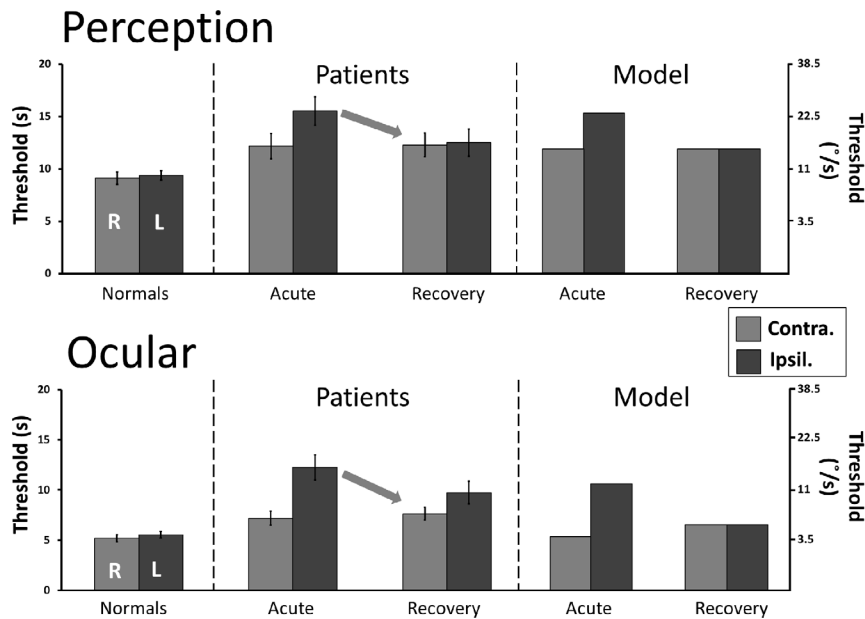 Perception
Patients
Model
Threshold (s)
20
15
10
5
0
R L
Normals
Acute
Recovery
Acute
Recovery
38.5
22.5
11
3.5
Threshold
(°/s)
Contra.
Ipsil.
Ocular
Patients
Model
Threshold (s)
20
15
10
5
0
R L
Normals
Acute
Recovery
Acute
Recovery
38.5
22.5
11
3.5
Threshold
(°/s)